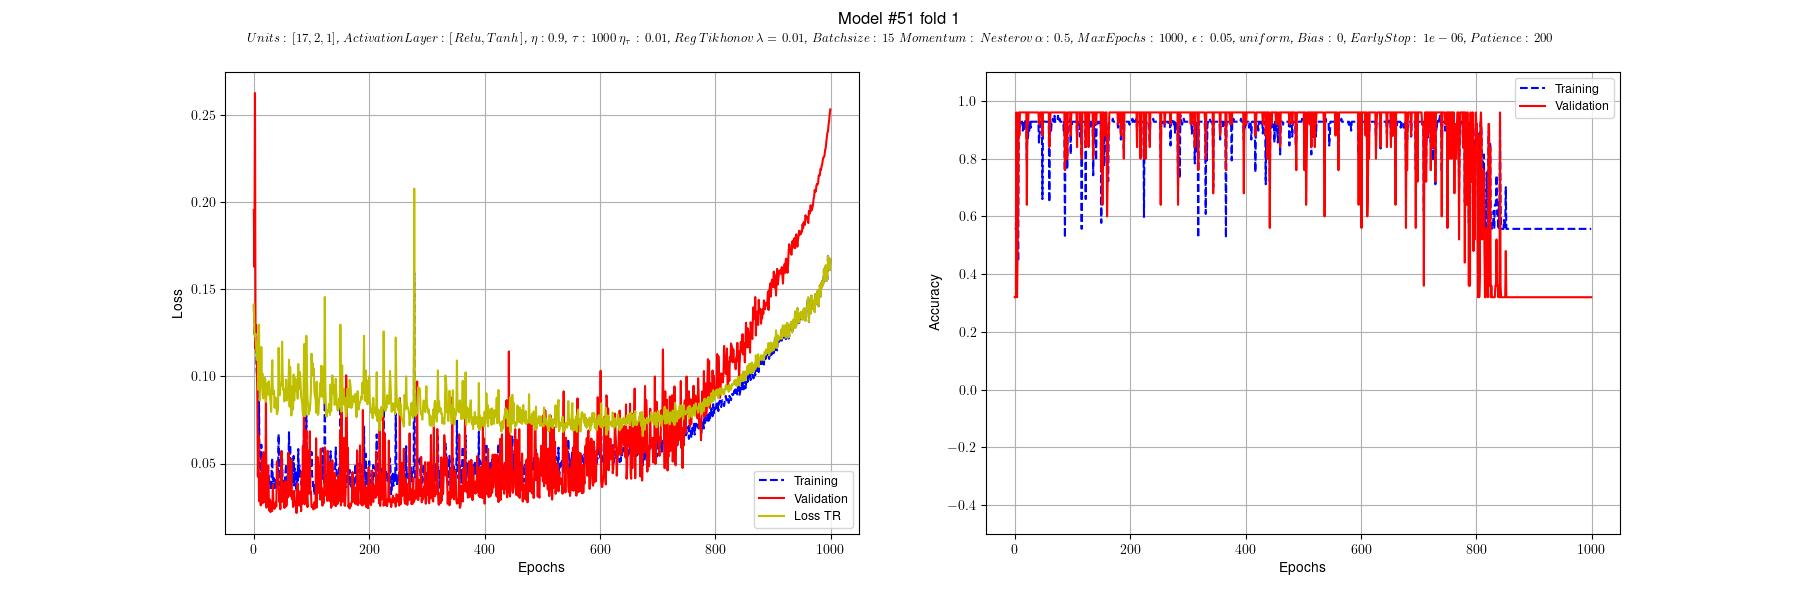 Model #51 fold 1
Units : [17, 2, 1], ActivationLayer : [Relu, Tanh], η : 0.9, τ : 1000 ητ : 0.01, Reg Tikhonov λ = 0.01, Batchsize : 15 Momentum : Nesterov α : 0.5, MaxEpochs : 1000, ϵ : 0.05, uniform, Bias : 0, EarlyStop : 1e − 06, Patience : 200
Loss
0.25
0.20
0.15
0.10
0.05
0
200
400
600
800
1000
Epochs
Training
Validation
Loss TR
Accuracy
1.0
0.8
0.6
0.4
0.2
0.0
−0.2
−0.4
0
200
400
600
800
1000
Epochs
Training
Validation